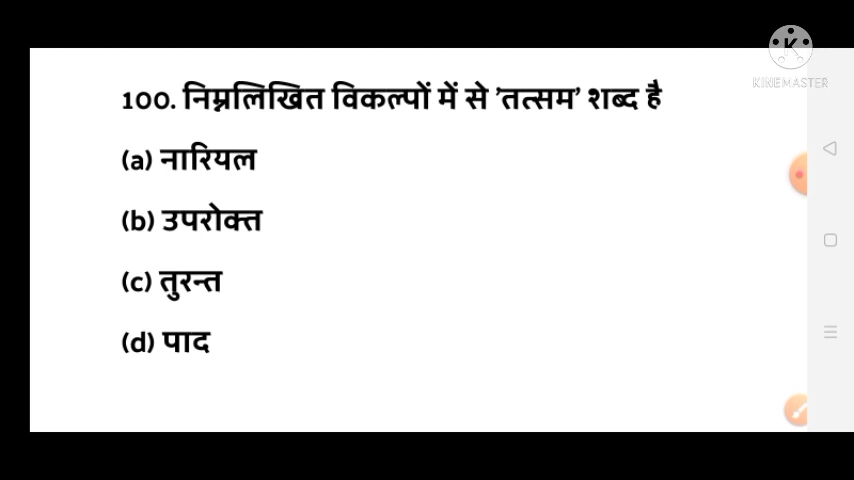 KINEMASTER
100. निम्नलिखित विकल्पों में से 'तत्सम' शब्द है
(a) नारियल
(b) उपरोक्त
(c) तुरन्त
(d) पाद